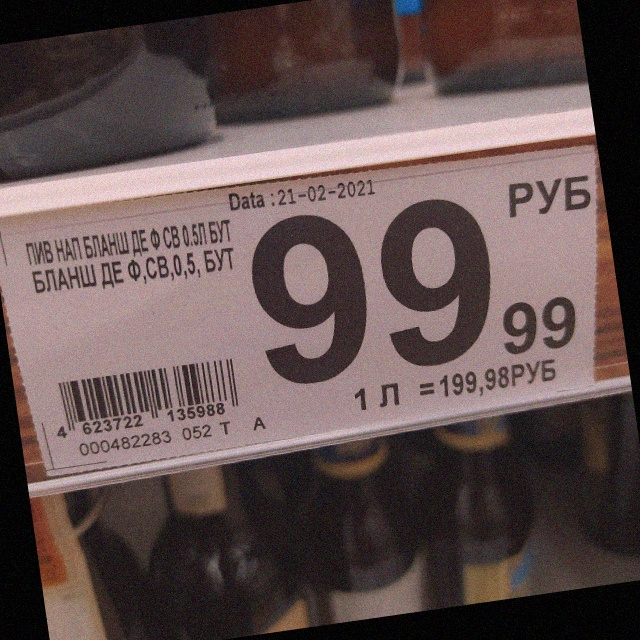 Data :21-02-2021
ПИВ НАП БЛАНШ ДЕ Ф СВ 0.5Л БУТ
БЛАНШ ДЕ Ф,СВ,0,5, БУТ
99 99 РУБ
1 Л =199,98РУБ
4 623722 135988
000482283 052 Т А